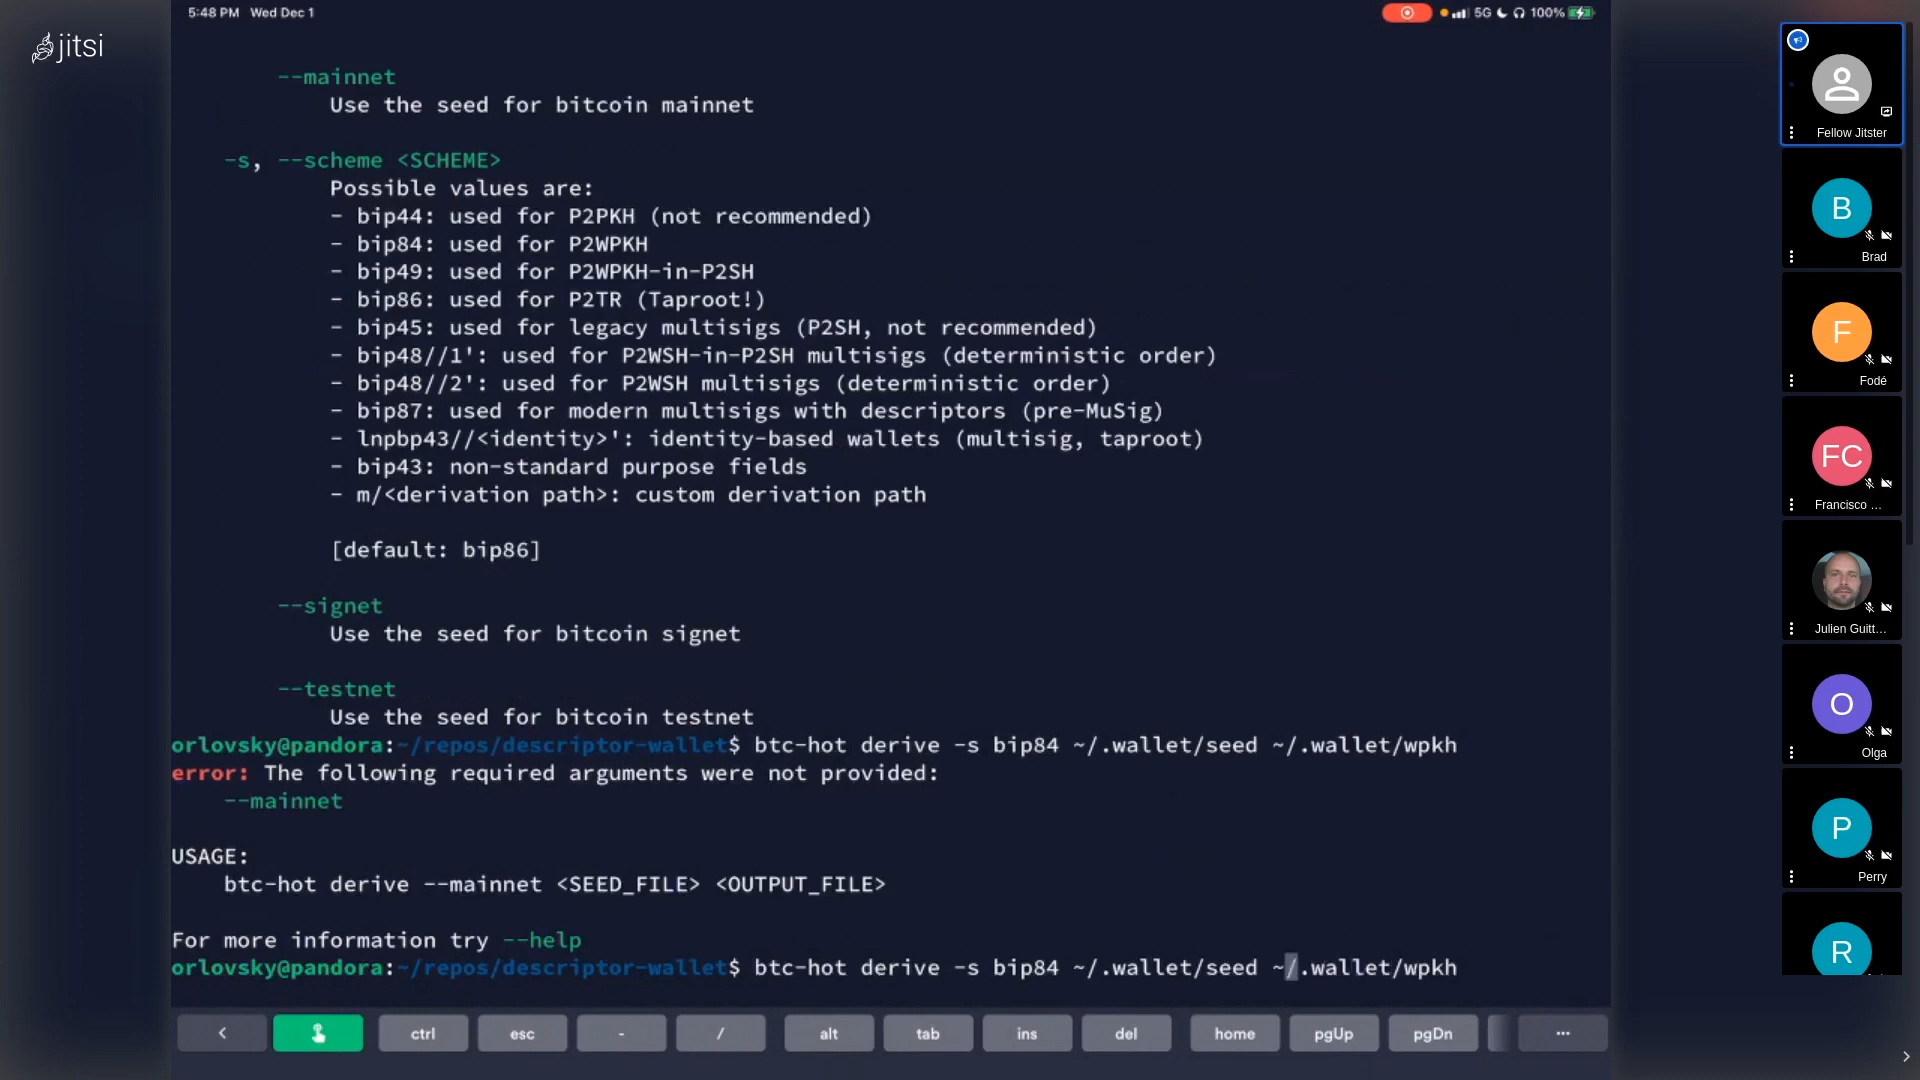 5:48 PM Wed Dec 1
5G 100%
jitsi
--mainnet
Use the seed for bitcoin mainnet
-s, --scheme <SCHEME>
Possible values are:
- bip44: used for P2PKH (not recommended)
- bip84: used for P2WPKH
- bip49: used for P2WPKH-in-P2SH
- bip86: used for P2TR (Taproot!)
- bip45: used for legacy multisigs (P2SH, not recommended)
- bip48//1': used for P2WSH-in-P2SH multisigs (deterministic order)
- bip48//2': used for P2WSH multisigs (deterministic order)
- bip87: used for modern multisigs with descriptors (pre-MuSig)
- lnpbp43//<identity>': identity-based wallets (multisig, taproot)
- bip43: non-standard purpose fields
- m/<derivation path>: custom derivation path
[default: bip86]
--signet
Use the seed for bitcoin signet
--testnet
Use the seed for bitcoin testnet
orlovsky@pandora:~/repos/descriptor-wallet$ btc-hot derive -s bip84 ~/.wallet/seed ~/.wallet/wpkh
error: The following required arguments were not provided:
--mainnet
USAGE:
btc-hot derive --mainnet <SEED_FILE> <OUTPUT_FILE>
For more information try --help
orlovsky@pandora:~/repos/descriptor-wallet$ btc-hot derive -s bip84 ~/.wallet/seed ~/.wallet/wpkh
< ctrl esc - / alt tab ins del home pgUp pgDn ...
Fellow Jitster
B
Brad
F
Fodé
FC
Francisco ...
Julien Guitt...
O
Olga
P
Perry
R